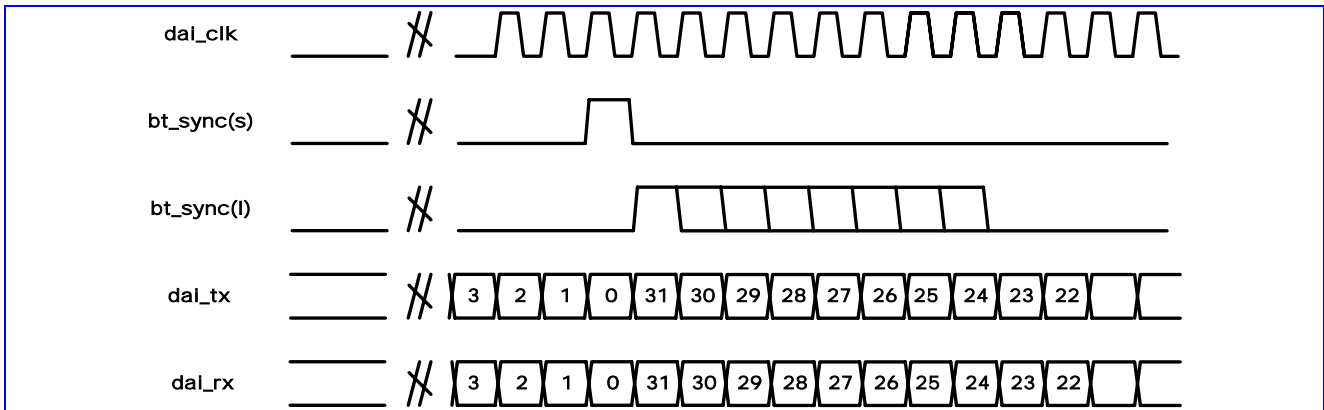 dai_clk
bt_sync(s)
bt_sync(l)
dai_tx 3 2 1 0 31 30 29 28 27 26 25 24 23 22
dai_rx 3 2 1 0 31 30 29 28 27 26 25 24 23 22